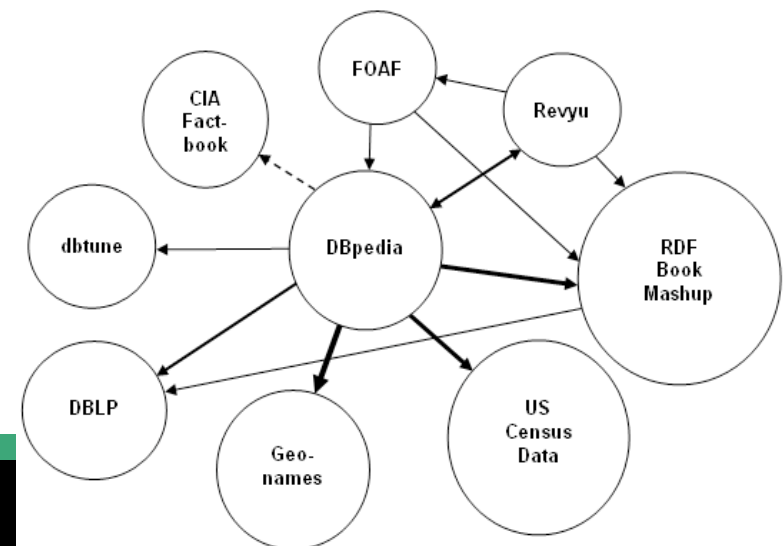 FOAF
CIA
Fact-
book
Revyu
dbtune
DBpedia
RDF
Book
Mashup
DBLP
US
Census
Data
Geo-
names